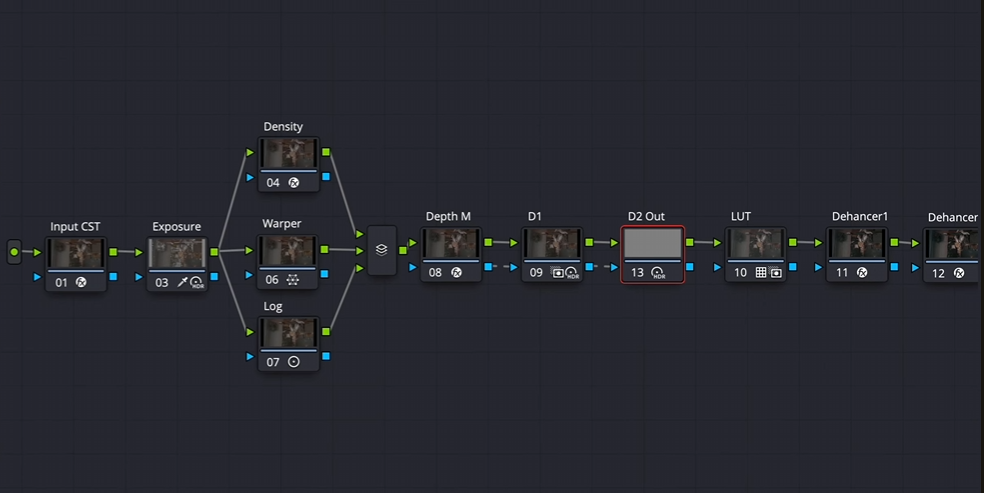 Density
04
Input CST
01
Exposure
03
HDR
Warper
06
Log
07
Depth M
08
D1
09
HDR
D2 Out
13
HDR
LUT
10
Dehancer1
11
Dehancer
12